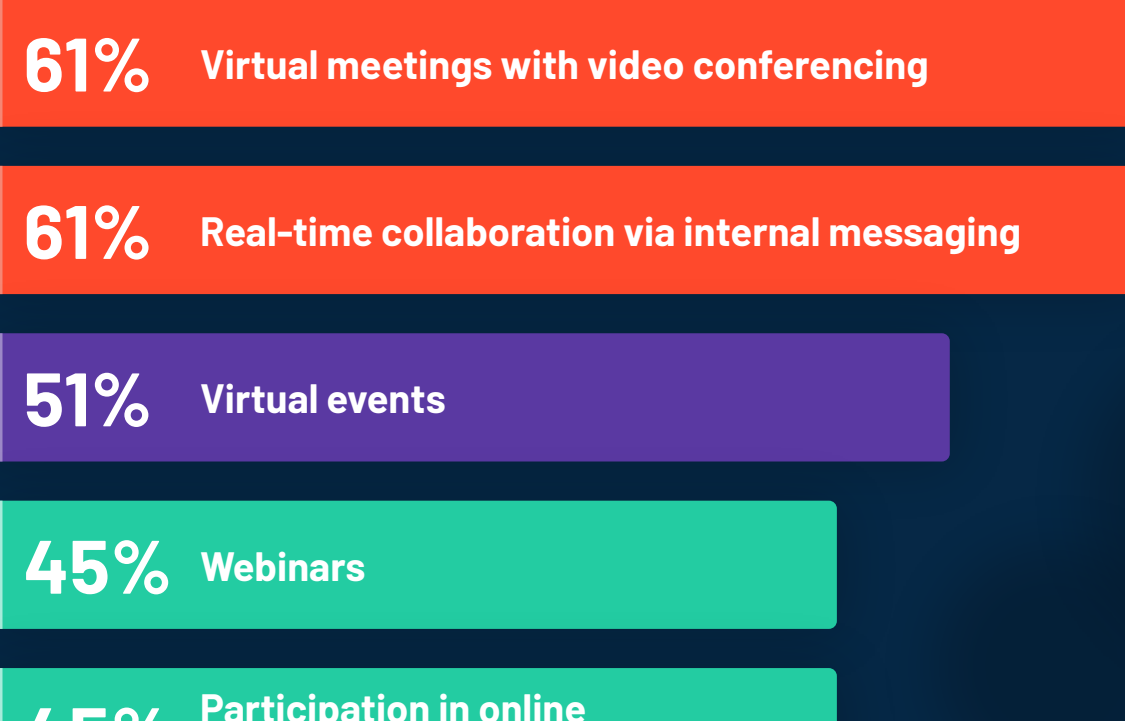 61% Virtual meetings with video conferencing
61% Real-time collaboration via internal messaging
51% Virtual events
45% Webinars
45% Participation in online